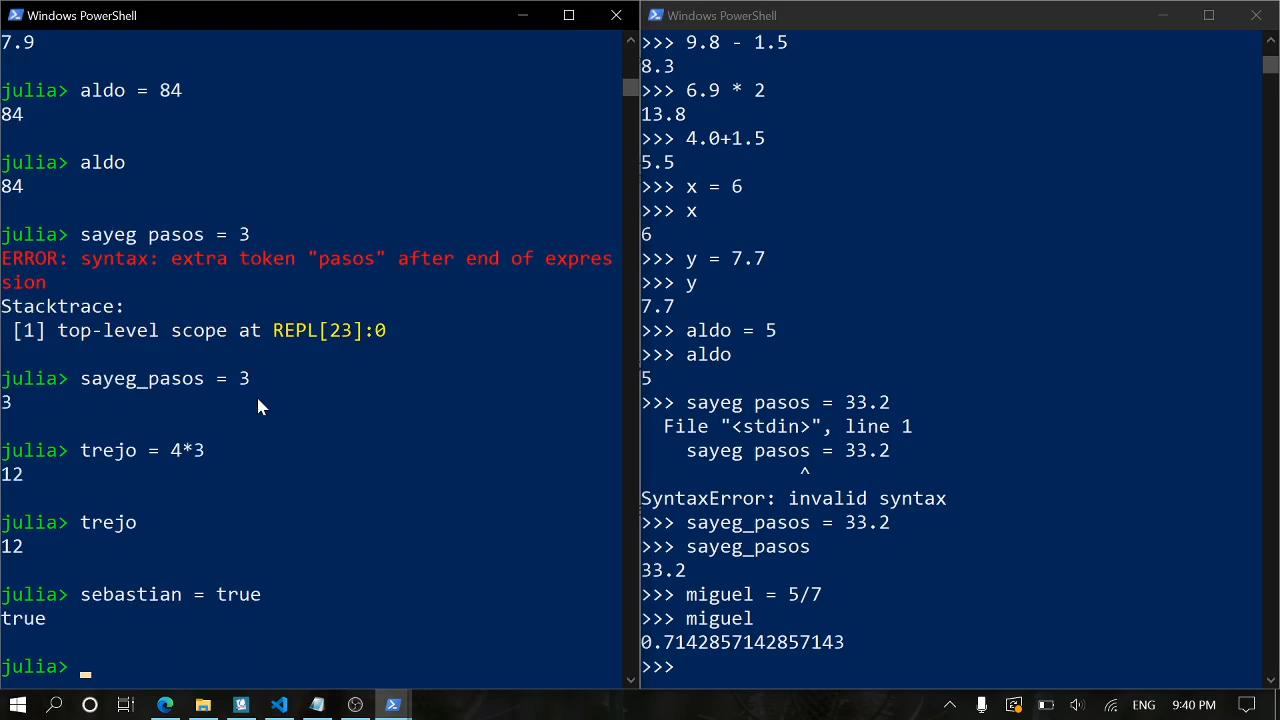 Windows PowerShell
7.9
julia> aldo = 84
84
julia> aldo
84
julia> sayeg pasos = 3
ERROR: syntax: extra token "pasos" after end of expres
sion
Stacktrace:
[1] top-level scope at REPL[23]:0
julia> sayeg_pasos = 3
3
julia> trejo = 4*3
12
julia> trejo
12
julia> sebastian = true
true
julia>
Windows PowerShell
>>> 9.8 - 1.5
8.3
>>> 6.9 * 2
13.8
>>> 4.0+1.5
5.5
>>> x = 6
>>> x
6
>>> y = 7.7
>>> y
7.7
>>> aldo = 5
>>> aldo
5
>>> sayeg pasos = 33.2
File "<stdin>", line 1
sayeg pasos = 33.2
^
SyntaxError: invalid syntax
>>> sayeg_pasos = 33.2
>>> sayeg_pasos
33.2
>>> miguel = 5/7
>>> miguel
0.7142857142857143
>>>
ENG 9:40 PM